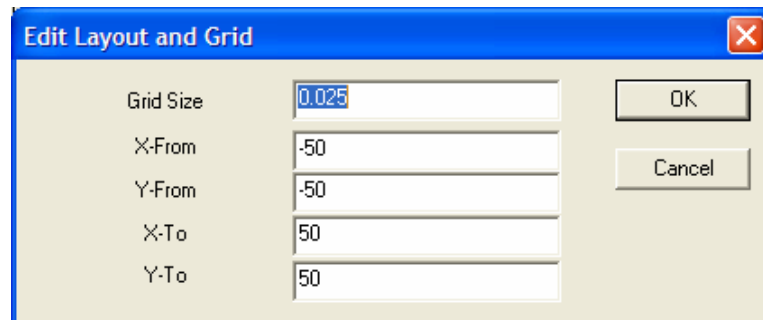 Edit Layout and Grid
Grid Size 0.025 OK
X-From -50
Y-From -50 Cancel
X-To 50
Y-To 50